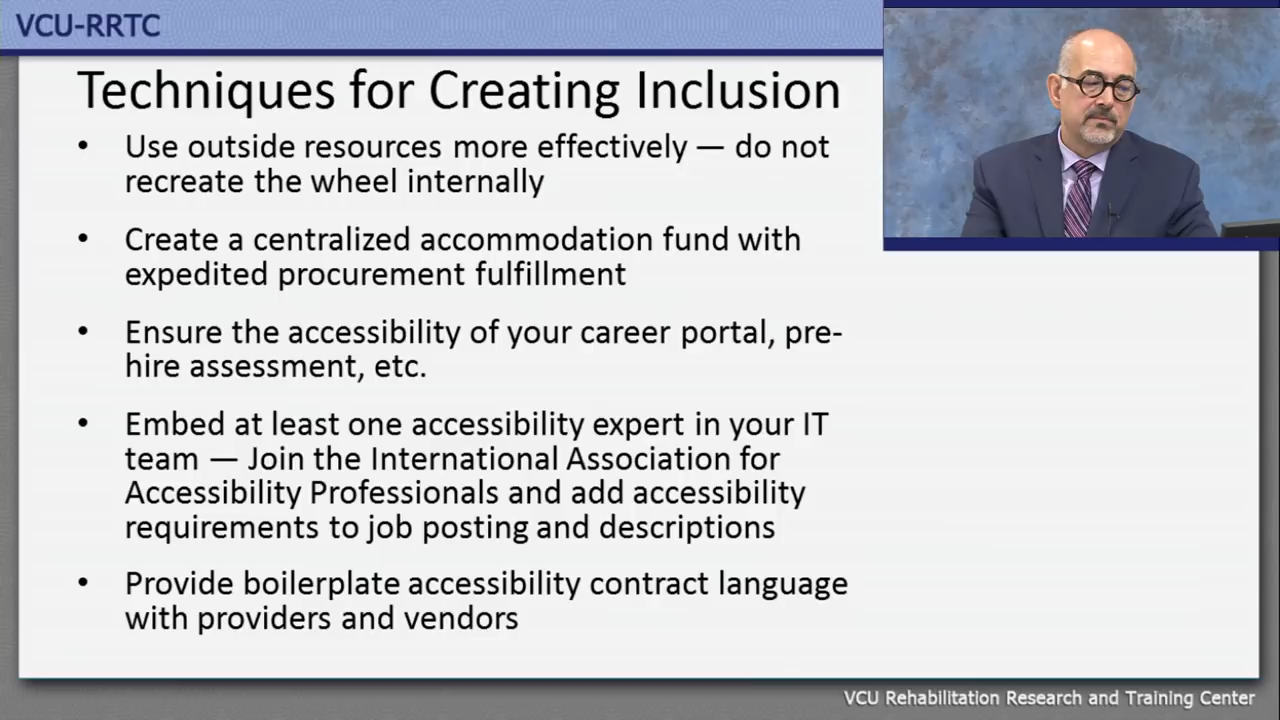 VCU-RRTC
Techniques for Creating Inclusion
• Use outside resources more effectively — do not
recreate the wheel internally
• Create a centralized accommodation fund with
expedited procurement fulfillment
• Ensure the accessibility of your career portal, pre-
hire assessment, etc.
• Embed at least one accessibility expert in your IT
team — Join the International Association for
Accessibility Professionals and add accessibility
requirements to job posting and descriptions
• Provide boilerplate accessibility contract language
with providers and vendors
VCU Rehabilitation Research and Training Center